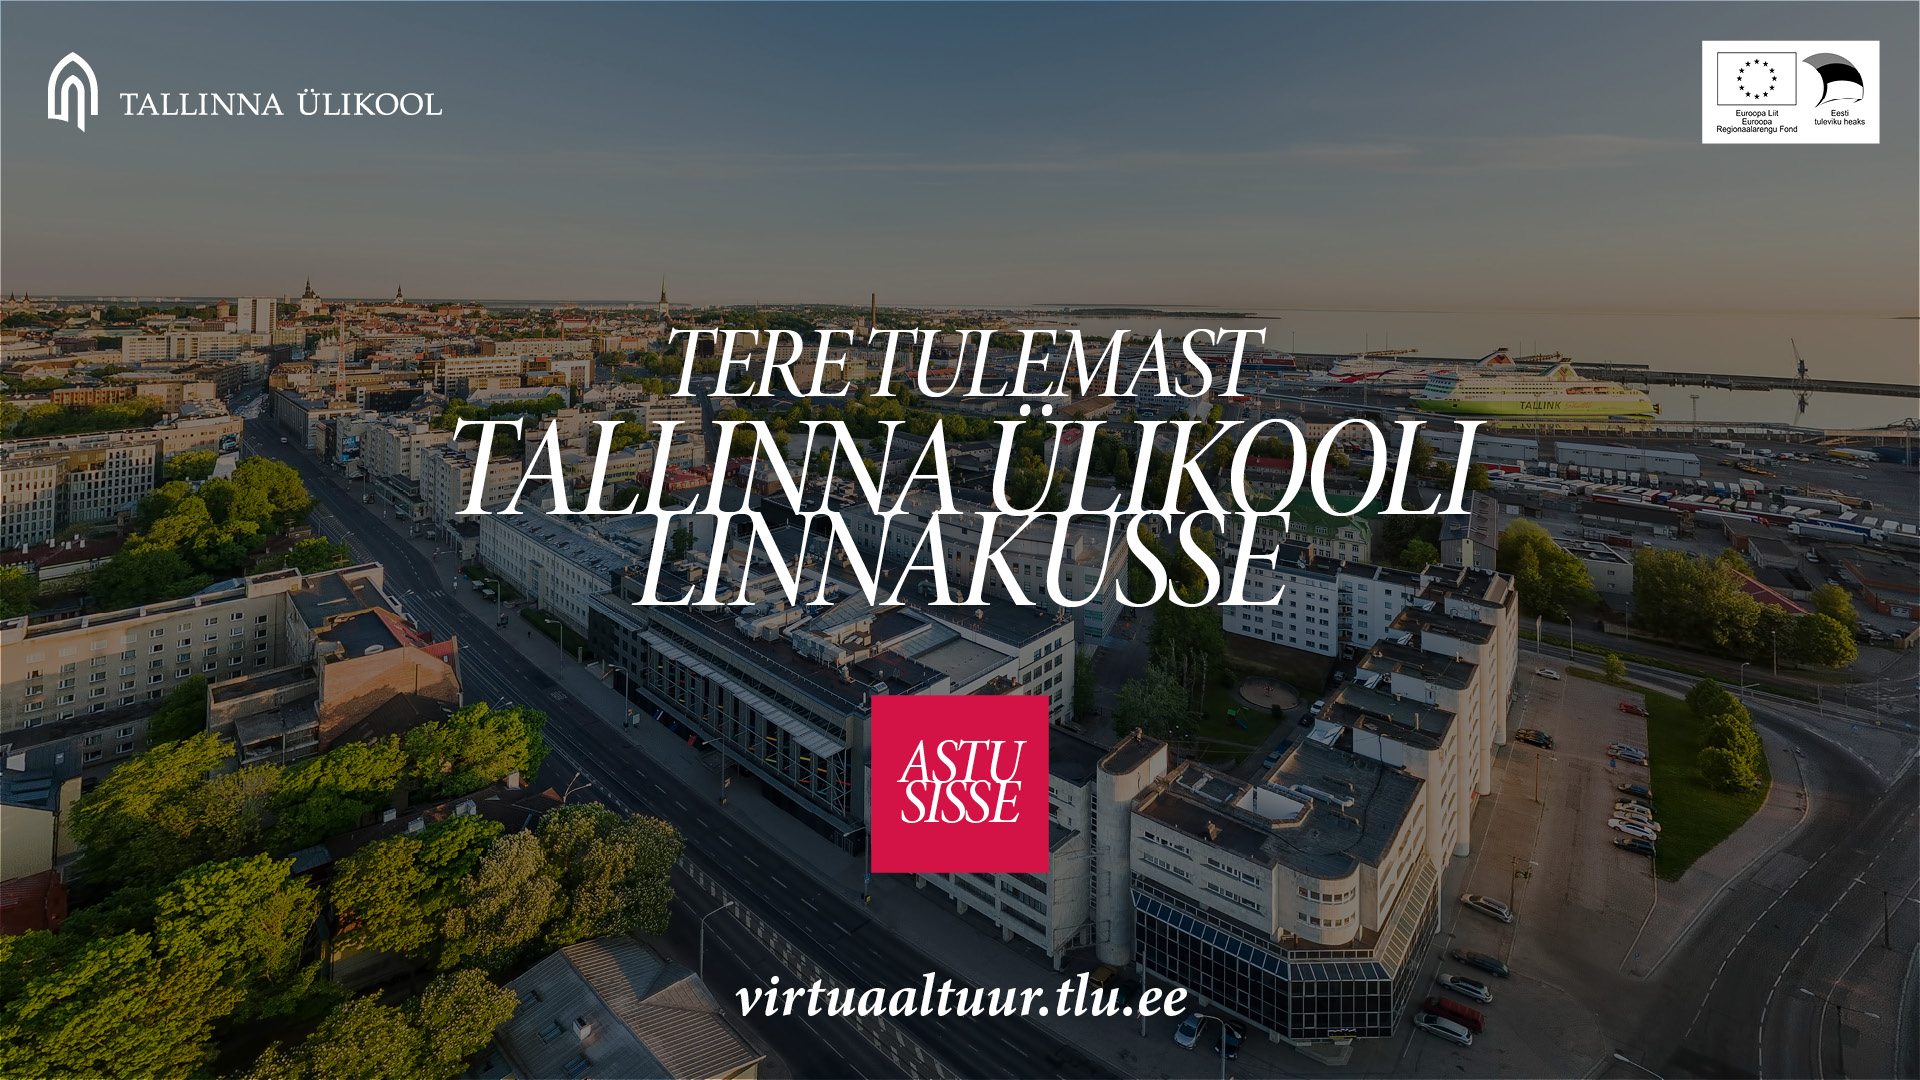 TALLINNA ÜLIKOOL
Euroopa Liit
Euroopa
Regionaalarengu Fond
Eesti
tuleviku heaks
TERE TULEMAST
TALLINNA ÜLIKOOLI
LINNAKUSSE
TALLINK
ASTU
SISSE
virtuaaltuur.tlu.ee